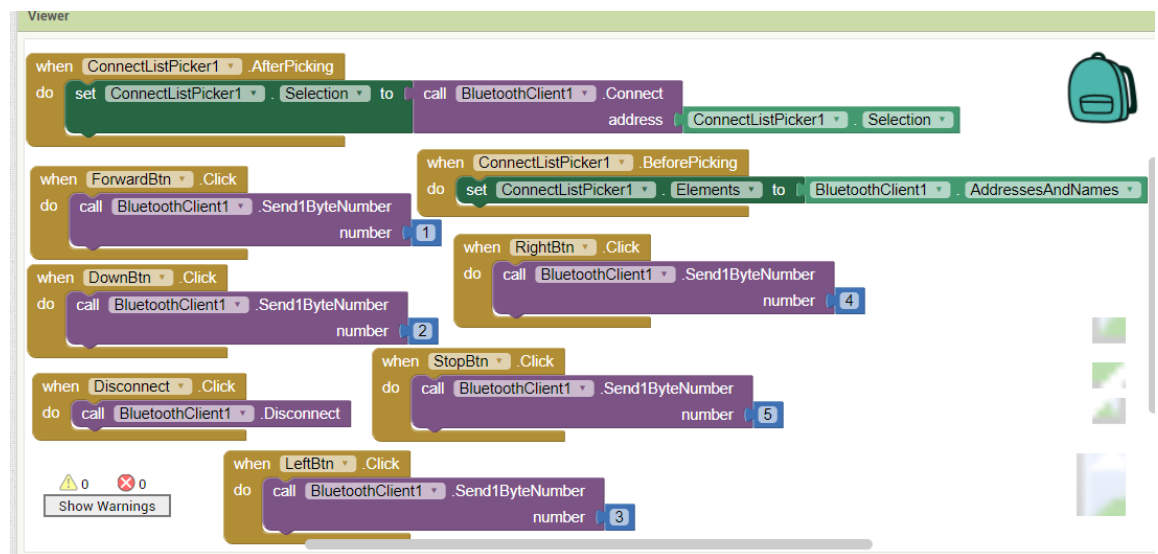 Viewer
when ConnectListPicker1 .AfterPicking
do set ConnectListPicker1 . Selection to call BluetoothClient1 .Connect
address ConnectListPicker1 . Selection
when ConnectListPicker1 .BeforePicking
do set ConnectListPicker1 . Elements to BluetoothClient1 . AddressesAndNames
when ForwardBtn .Click
do call BluetoothClient1 .Send1ByteNumber
number 1
when RightBtn .Click
do call BluetoothClient1 .Send1ByteNumber
number 4
when DownBtn .Click
do call BluetoothClient1 .Send1ByteNumber
number 2
when StopBtn .Click
do call BluetoothClient1 .Send1ByteNumber
number 5
when Disconnect .Click
do call BluetoothClient1 .Disconnect
when LeftBtn .Click
do call BluetoothClient1 .Send1ByteNumber
number 3
0 0
Show Warnings